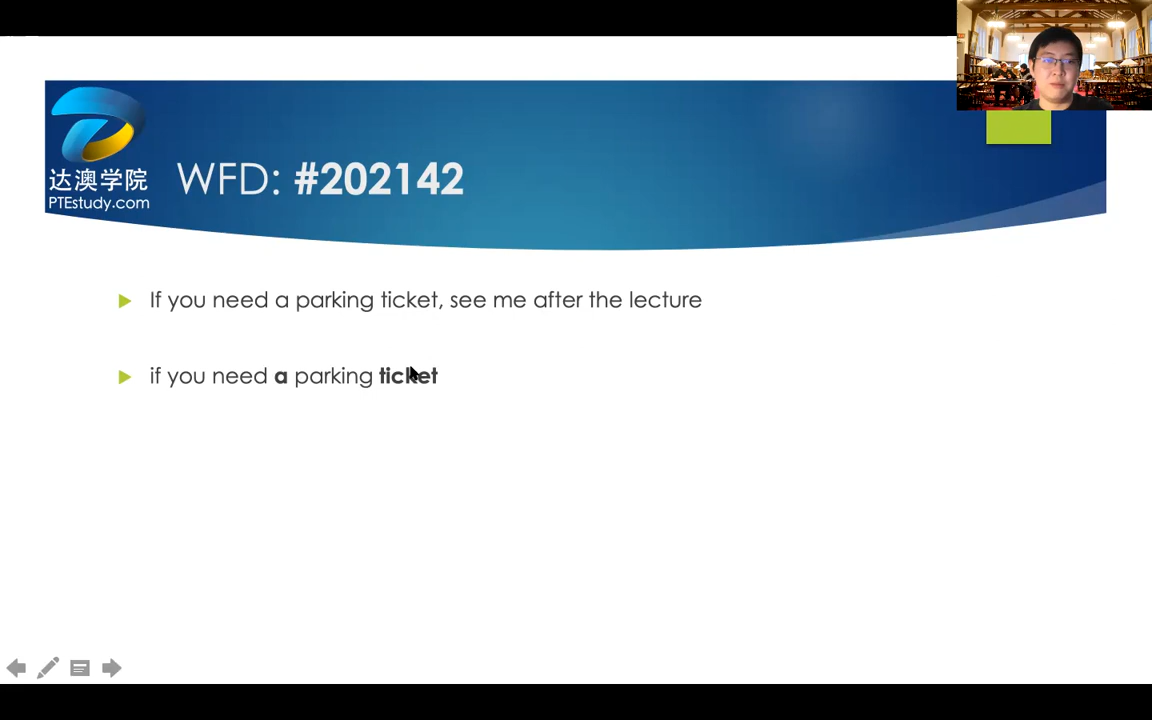 达澳学院
PTEstudy.com
WFD: #202142
If you need a parking ticket, see me after the lecture
if you need a parking ticket